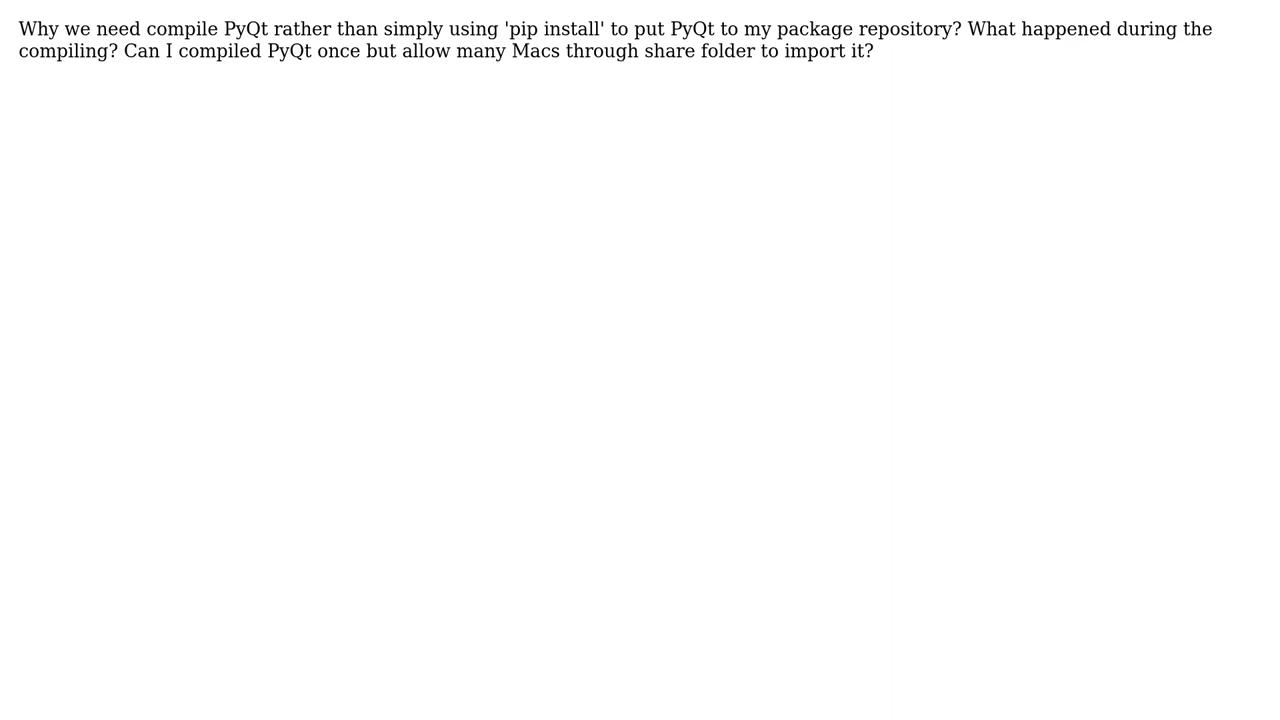 Why we need compile PyQt rather than simply using 'pip install' to put PyQt to my package repository? What happened during the
compiling? Can I compiled PyQt once but allow many Macs through share folder to import it?